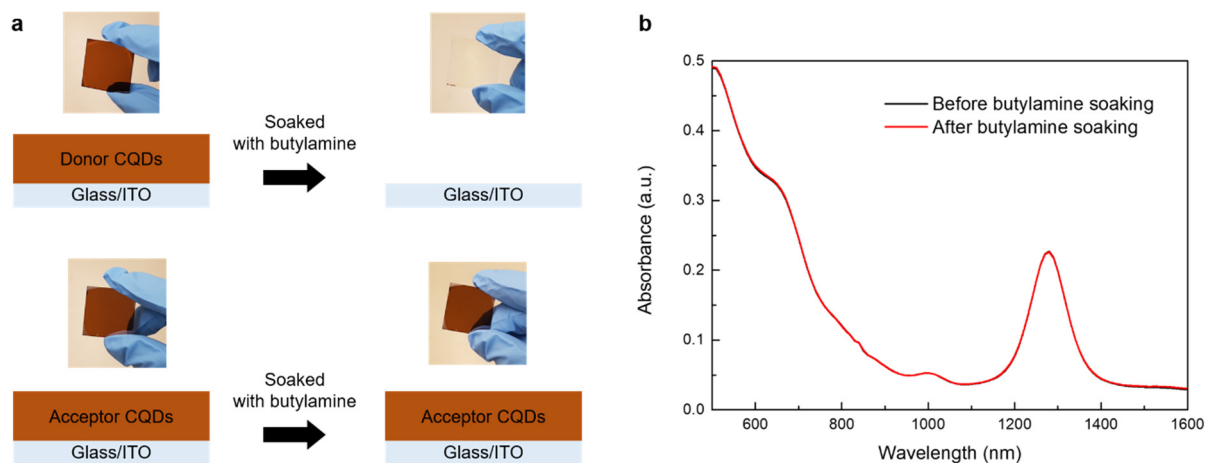 a
Donor CQDs
Glass/ITO
Soaked
with butylamine
Glass/ITO
Acceptor CQDs
Glass/ITO
Soaked
with butylamine
Acceptor CQDs
Glass/ITO
b
0.5
0.4
0.3
0.2
0.1
0.0
Absorbance (a.u.)
Before butylamine soaking
After butylamine soaking
600
800
1000
1200
1400
1600
Wavelength (nm)